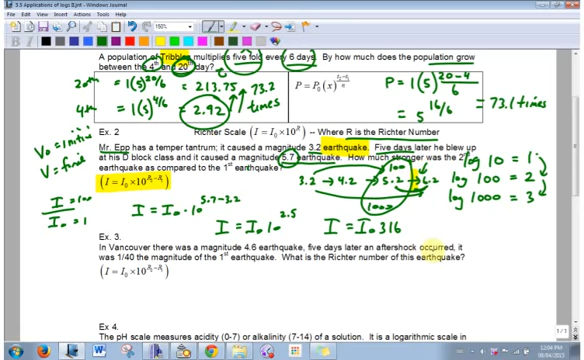 3.5 Applications of logs B.jnt - Windows Journal
File Edit View Insert Actions Tools Help
150%
A population of Tribbles multiplies five fold every 6 days. By how much does the population grow
between the 4th and 20th day?
20th = 1(5)^20/6 = 213.75
4th = 1(5)^4/6 = 2.92
73.2 times
P = P₀(x)
P = 5^16/6
P = 1(5)^(20-4)/6
= 73.1 times
Ex. 2 Richter Scale (I = I₀ × 10^R) – Where R is the Richter Number
Mr. Epp has a temper tantrum; it caused a magnitude 3.2 earthquake. Five days later he blew up
at his D block class and it caused a magnitude 5.7 earthquake. How much stronger was the 2nd
earthquake as compared to the 1st earthquake?
(I = I₀ × 10^R₂-R₁)
V₀ = initial
V = final
I = 100
I₀ = 1
3.2 → 4.2 → 5.2 → 6.2
100
1000
log 10 = 1
log 100 = 2
log 1000 = 3
I = I₀ · 10^5.7-3.2
I = I₀ 10^2.5
I = I₀ 316
Ex. 3
In Vancouver there was a magnitude 4.6 earthquake, five days later an aftershock occurred, it
was 1/40 the magnitude of the 1st earthquake. What is the Richter number of this earthquake?
(I = I₀ × 10^R₂-R₁)
Ex. 4
The pH scale measures acidity (0-7) or alkalinity (7-14) of a solution. It is a logarithmic scale in
1 / 1